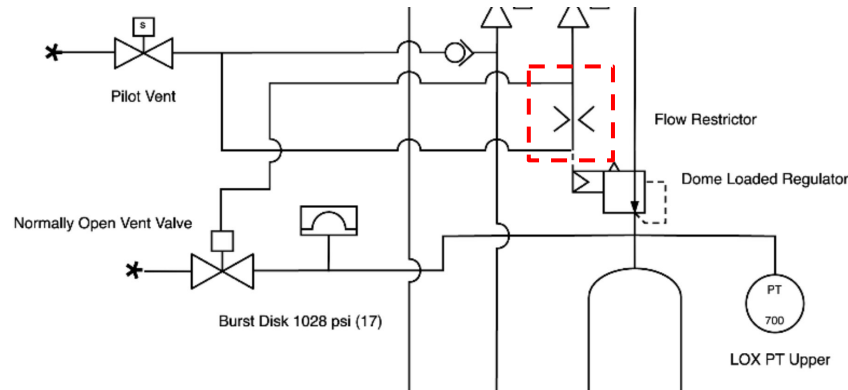 S
Pilot Vent
Flow Restrictor
Dome Loaded Regulator
Normally Open Vent Valve
Burst Disk 1028 psi (17)
PT
700
LOX PT Upper